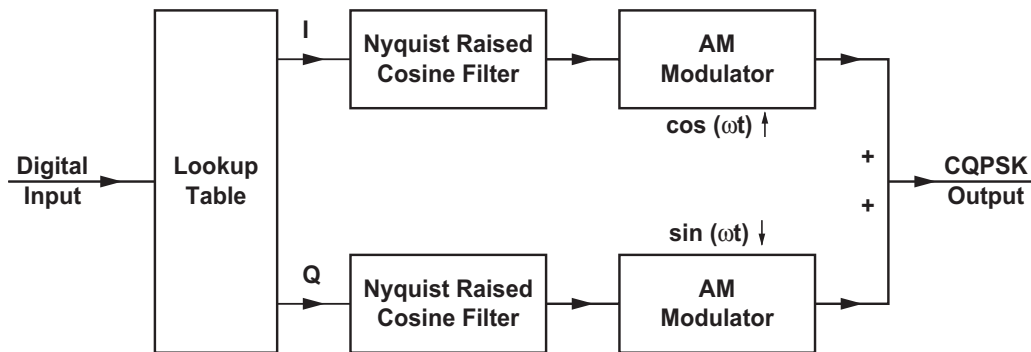 I
Nyquist Raised
Cosine Filter
AM
Modulator
cos (ωt)
Digital
Input
Lookup
Table
+
+
CQPSK
Output
sin (ωt)
Q
Nyquist Raised
Cosine Filter
AM
Modulator